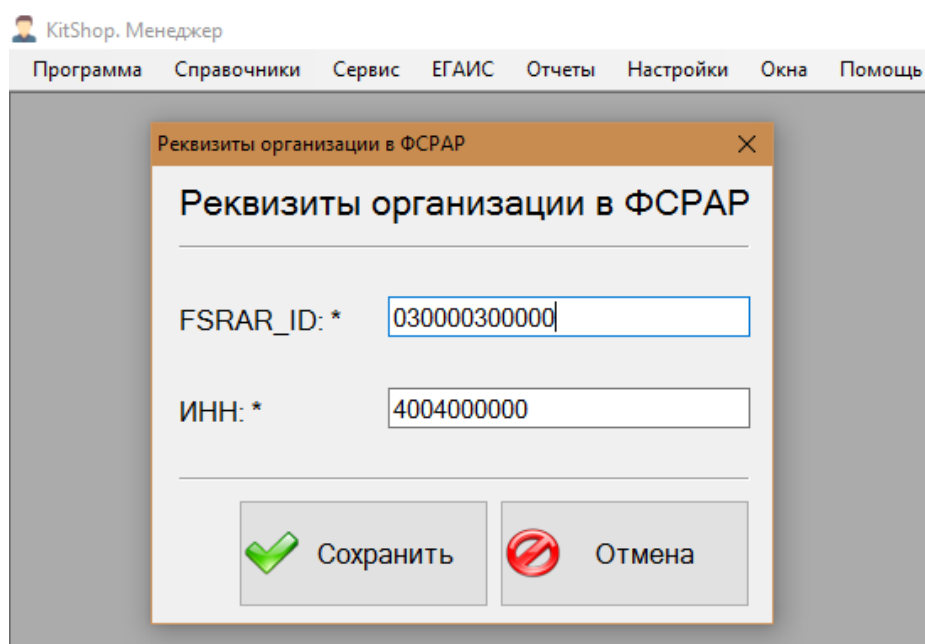 KitShop. Менеджер
Программа Справочники Сервис ЕГАИС Отчеты Настройки Окна Помощь
Реквизиты организации в ФСРАР
Реквизиты организации в ФСРАР
FSRAR_ID: * 030000300000
ИНН: * 4004000000
Сохранить Отмена